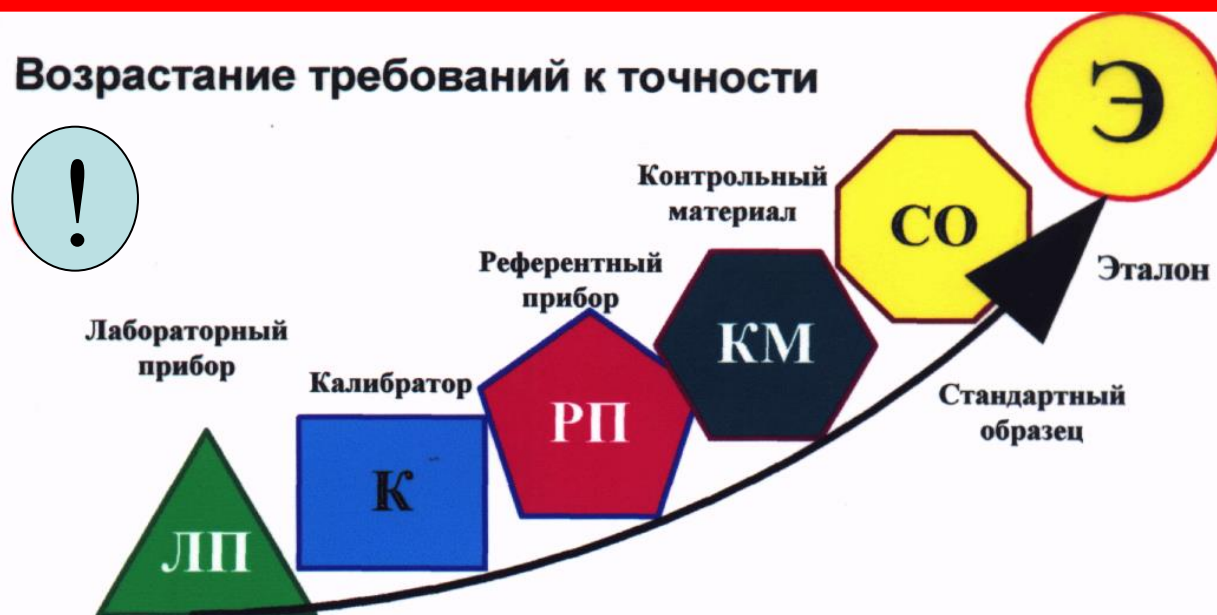 Возрастание требований к точности
!
Э
Контрольный
материал
СО
Референтный
прибор
Эталон
Лабораторный
прибор
КМ
Калибратор
Стандартный
образец
РП
К
ЛП